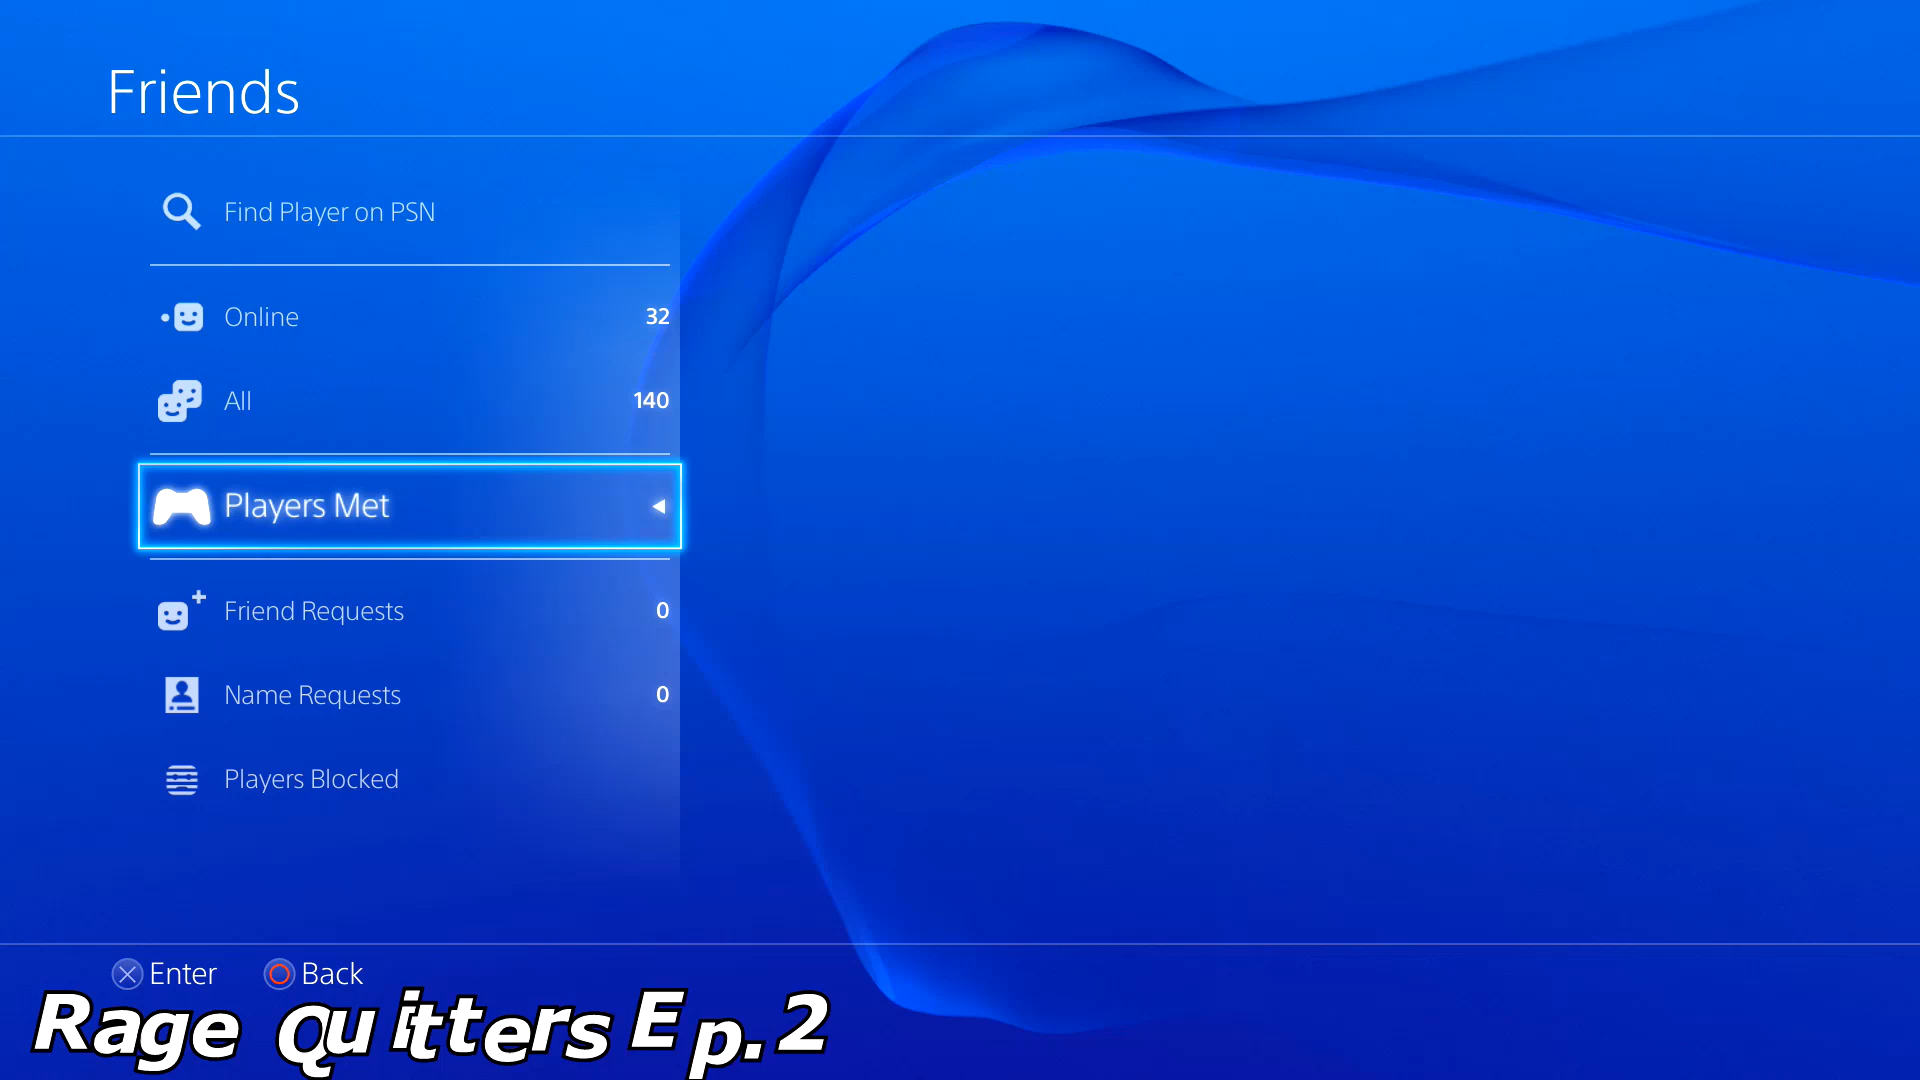 Friends
Find Player on PSN
Online 32
All 140
Players Met
Friend Requests 0
Name Requests 0
Players Blocked
Enter Back
Rage Quitters Ep.2